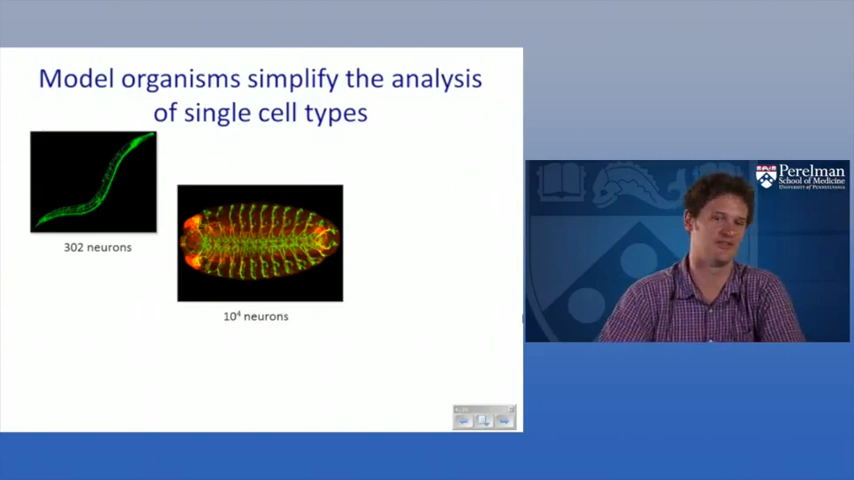 Model organisms simplify the analysis
of single cell types
302 neurons
10⁴ neurons
Perelman
School of Medicine
University of Pennsylvania